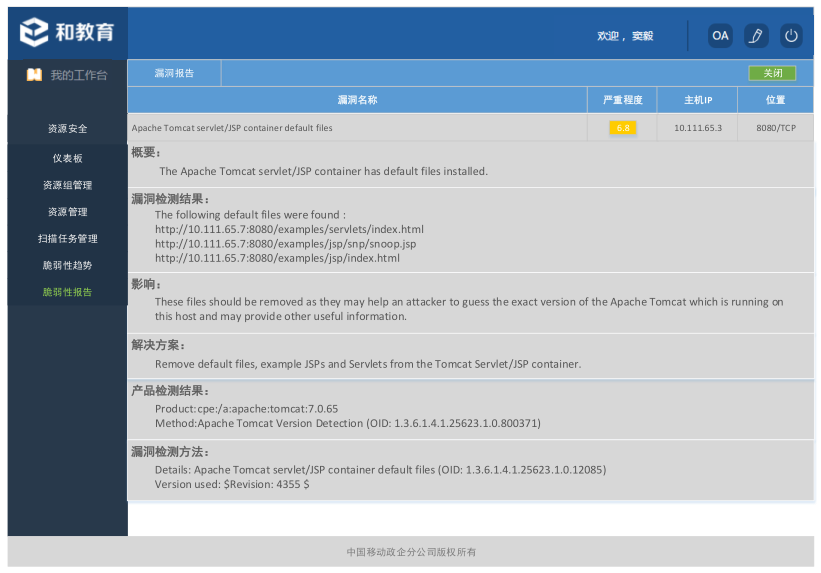 和教育
欢迎，窦毅
OA
我的工作台
漏洞报告
关闭
漏洞名称
严重程度
主机IP
位置
资源安全
Apache Tomcat servlet/JSP container default files
6.8
10.111.65.3
8080/TCP
仪表板
资源组管理
资源管理
扫描任务管理
脆弱性趋势
脆弱性报告
概要：
The Apache Tomcat servlet/JSP container has default files installed.
漏洞检测结果：
The following default files were found :
http://10.111.65.7:8080/examples/servlets/index.html
http://10.111.65.7:8080/examples/jsp/snp/snoop.jsp
http://10.111.65.7:8080/examples/jsp/index.html
影响：
These files should be removed as they may help an attacker to guess the exact version of the Apache Tomcat which is running on
this host and may provide other useful information.
解决方案：
Remove default files, example JSPs and Servlets from the Tomcat Servlet/JSP container.
产品检测结果：
Product:cpe:/a:apache:tomcat:7.0.65
Method:Apache Tomcat Version Detection (OID: 1.3.6.1.4.1.25623.1.0.800371)
漏洞检测方法：
Details: Apache Tomcat servlet/JSP container default files (OID: 1.3.6.1.4.1.25623.1.0.12085)
Version used: $Revision: 4355 $
中国移动政企分公司版权所有